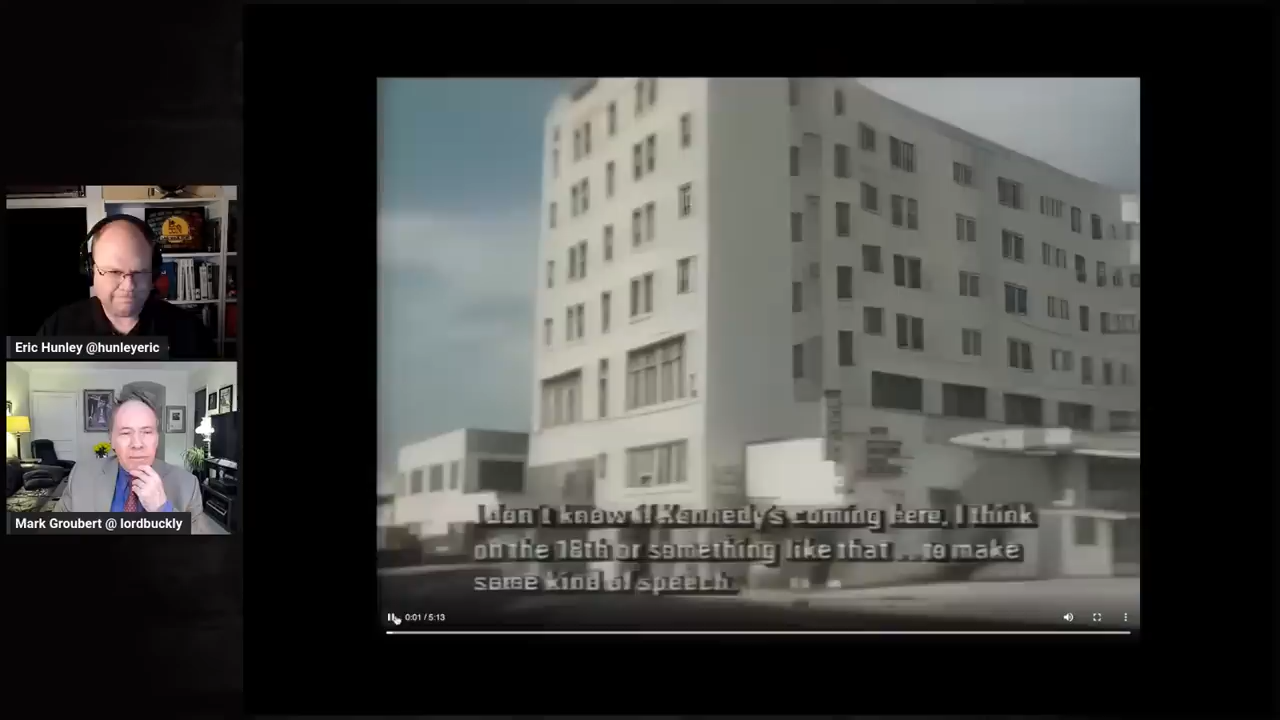 Eric Hunley @hunleyeric
Mark Groubert @ lordbuckly
I don't know if Kennedy's coming here, I think
on the 18th or something like that ... to make
some kind of speech.
0:01 / 5:13